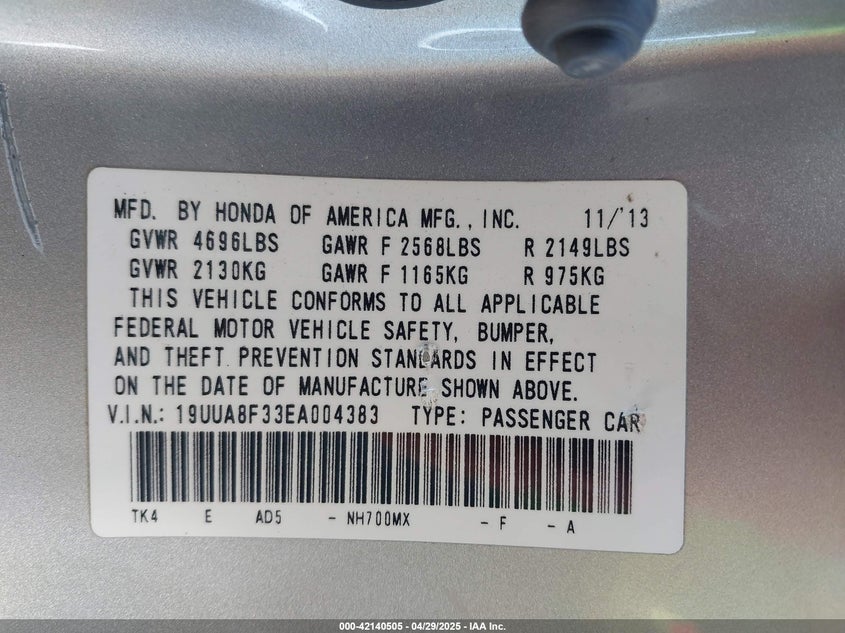 MFD. BY HONDA OF AMERICA MFG., INC. 11/'13
GVWR 4696LBS GAWR F 2568LBS R 2149LBS
GVWR 2130KG GAWR F 1165KG R 975KG
THIS VEHICLE CONFORMS TO ALL APPLICABLE
FEDERAL MOTOR VEHICLE SAFETY, BUMPER,
AND THEFT PREVENTION STANDARDS IN EFFECT
ON THE DATE OF MANUFACTURE SHOWN ABOVE.
V.I.N.: 19UUA8F33EA004383 TYPE: PASSENGER CAR
TK4 E AD5 - NH700MX - F - A
000-42140505 - 04/29/2025 - IAA Inc.